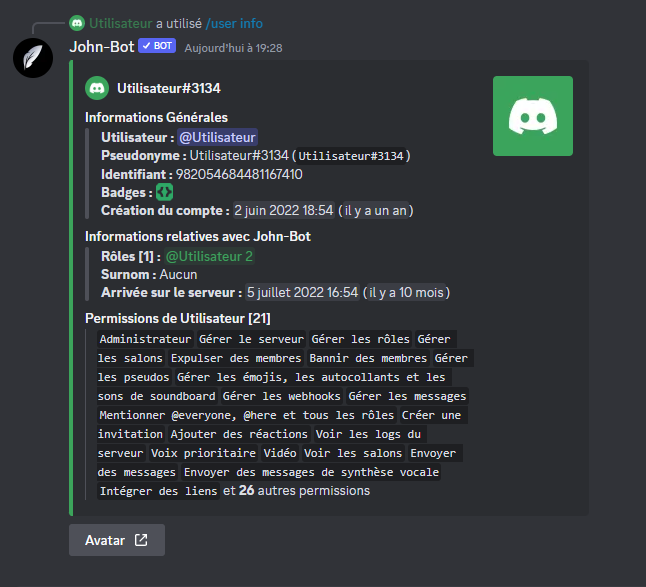 Utilisateur a utilisé /user info
John-Bot BOT Aujourd'hui à 19:28
Utilisateur#3134
Informations Générales
Utilisateur : @Utilisateur
Pseudonyme : Utilisateur#3134 ( Utilisateur#3134 )
Identifiant : 982054684481167410
Badges :
Création du compte : 2 juin 2022 18:54 ( il y a un an )
Informations relatives avec John-Bot
Rôles [1] : @Utilisateur 2
Surnom : Aucun
Arrivée sur le serveur : 5 juillet 2022 16:54 ( il y a 10 mois )
Permissions de Utilisateur [21]
Administrateur Gérer le serveur Gérer les rôles Gérer
les salons Expulser des membres Bannir des membres Gérer
les pseudos Gérer les émojis, les autocollants et les
sons de soundboard Gérer les webhooks Gérer les messages
Mentionner @everyone, @here et tous les rôles Créer une
invitation Ajouter des réactions Voir les logs du
serveur Voix prioritaire Vidéo Voir les salons Envoyer
des messages Envoyer des messages de synthèse vocale
Intégrer des liens et 26 autres permissions
Avatar